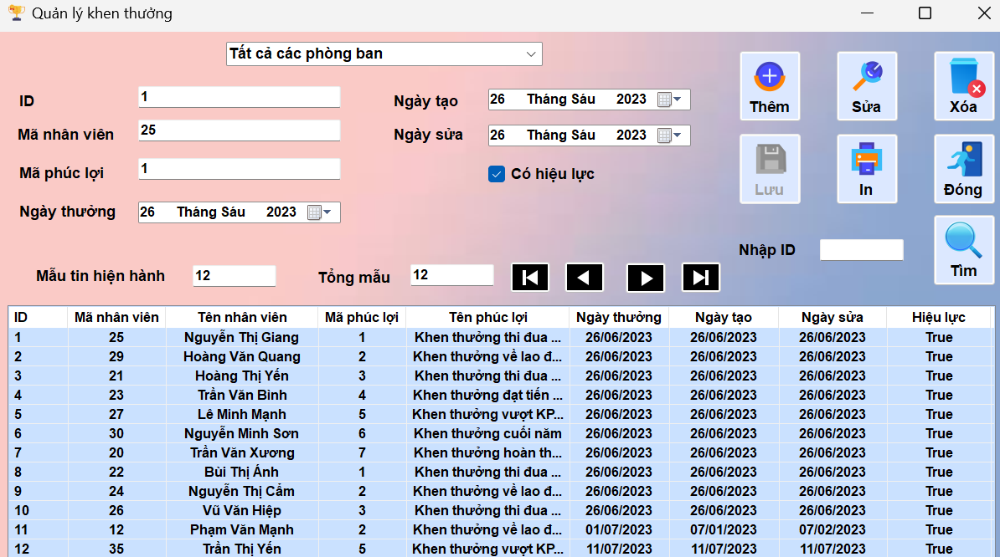 Quản lý khen thưởng
Tất cả các phòng ban
ID 1
Mã nhân viên 25
Mã phúc lợi 1
Ngày thưởng 26 Tháng Sáu 2023
Ngày tạo 26 Tháng Sáu 2023
Ngày sửa 26 Tháng Sáu 2023
Có hiệu lực
Thêm Sửa Xóa
Lưu In Đóng
Nhập ID Tìm
Mẫu tin hiện hành 12 Tổng mẫu 12
ID Mã nhân viên Tên nhân viên Mã phúc lợi Tên phúc lợi Ngày thưởng Ngày tạo Ngày sửa Hiệu lực
1 25 Nguyễn Thị Giang 1 Khen thưởng thi đua ... 26/06/2023 26/06/2023 26/06/2023 True
2 29 Hoàng Văn Quang 2 Khen thưởng về lao đ... 26/06/2023 26/06/2023 26/06/2023 True
3 21 Hoàng Thị Yến 3 Khen thưởng thi đua ... 26/06/2023 26/06/2023 26/06/2023 True
4 23 Trần Văn Bình 4 Khen thưởng đạt tiến ... 26/06/2023 26/06/2023 26/06/2023 True
5 27 Lê Minh Mạnh 5 Khen thưởng vượt KP... 26/06/2023 26/06/2023 26/06/2023 True
6 30 Nguyễn Minh Sơn 6 Khen thưởng cuối năm 26/06/2023 26/06/2023 26/06/2023 True
7 20 Trần Văn Xương 7 Khen thưởng hoàn th... 26/06/2023 26/06/2023 26/06/2023 True
8 22 Bùi Thị Ánh 1 Khen thưởng thi đua ... 26/06/2023 26/06/2023 26/06/2023 True
9 24 Nguyễn Thị Cẩm 2 Khen thưởng về lao đ... 26/06/2023 26/06/2023 26/06/2023 True
10 26 Vũ Văn Hiệp 3 Khen thưởng thi đua ... 26/06/2023 26/06/2023 26/06/2023 True
11 12 Phạm Văn Mạnh 2 Khen thưởng về lao đ... 01/07/2023 07/01/2023 07/02/2023 True
12 35 Trần Thị Yến 5 Khen thưởng vượt KP... 11/07/2023 11/07/2023 11/07/2023 True